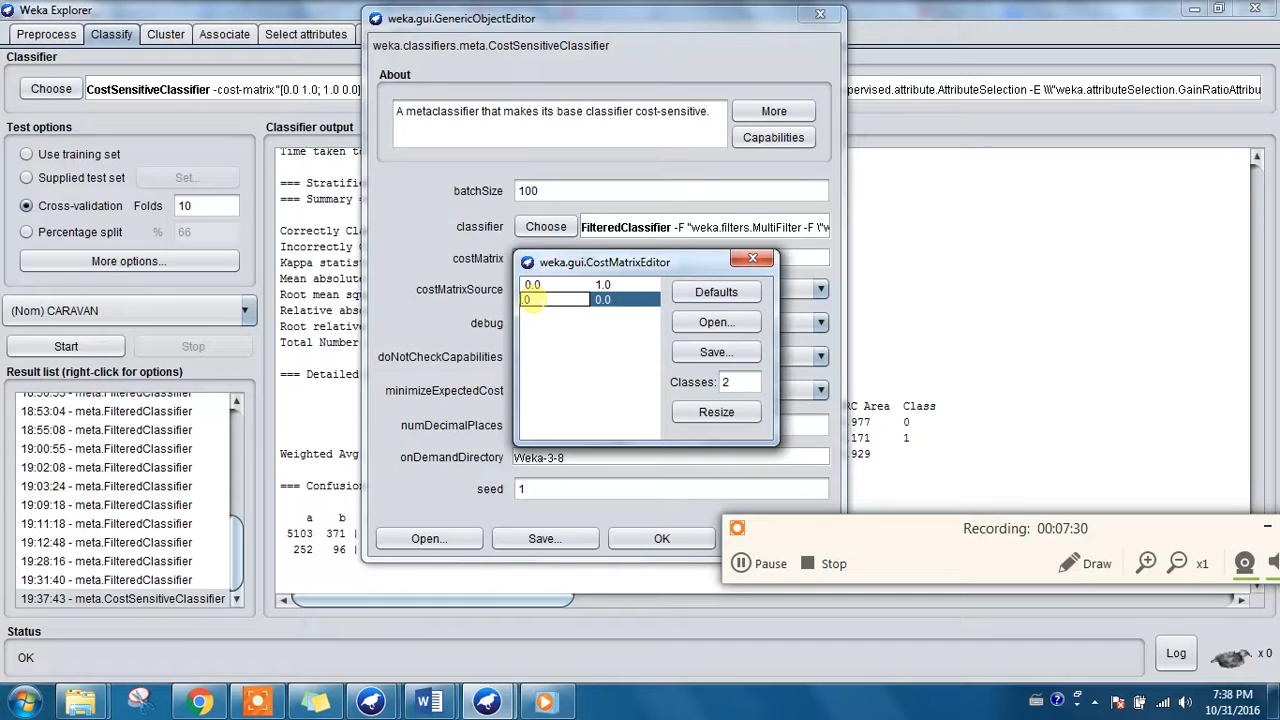 Weka Explorer
Preprocess Classify Cluster Associate Select attributes
Classifier
Choose CostSensitiveClassifier -cost-matrix "[0.0 1.0; 1.0 0.0]
pervised.attribute.AttributeSelection -E \\\"weka.attributeSelection.GainRatioAttribu
Test options
Use training set
Supplied test set Set...
Cross-validation Folds 10
Percentage split % 66
More options...
(Nom) CARAVAN
Start Stop
Result list (right-click for options)
18:53:04 - meta.FilteredClassifier
18:55:08 - meta.FilteredClassifier
19:00:55 - meta.FilteredClassifier
19:02:08 - meta.FilteredClassifier
19:03:24 - meta.FilteredClassifier
19:09:18 - meta.FilteredClassifier
19:11:18 - meta.FilteredClassifier
19:12:48 - meta.FilteredClassifier
19:28:16 - meta.FilteredClassifier
19:31:40 - meta.FilteredClassifier
19:37:43 - meta.CostSensitiveClassifier
Classifier output
Time taken to
=== Stratifi
=== Summary =
Correctly Cla
Incorrectly C
Kappa statist
Mean absolute
Root mean squ
Relative abso
Root relative
Total Number
=== Detailed
Weighted Avg
=== Confusion
a b
5103 371 |
252 96 |
RC Area Class
977 0
171 1
929
weka.gui.GenericObjectEditor
weka.classifiers.meta.CostSensitiveClassifier
About
A metaclassifier that makes its base classifier cost-sensitive.
More
Capabilities
batchSize 100
classifier Choose FilteredClassifier -F "weka.filters.MultiFilter -F \"w
costMatrix
costMatrixSource
debug
doNotCheckCapabilities
minimizeExpectedCost
numDecimalPlaces
onDemandDirectory Weka-3-8
seed 1
Open... Save... OK
weka.gui.CostMatrixEditor
0.0 1.0
.0 0.0
Defaults
Open...
Save...
Classes: 2
Resize
Recording: 00:07:30
Pause Stop Draw x1
Status
OK
Log x 0
7:38 PM
10/31/2016